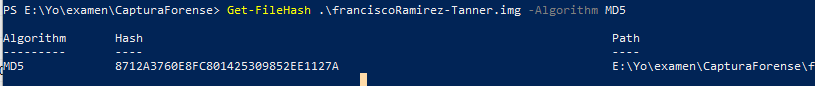 PS E:\Yo\examen\CapturaForense> Get-FileHash .\franciscoRamirez-Tanner.img -Algorithm MD5
Algorithm Hash Path
--------- ---- ----
MD5 8712A3760E8FC801425309852EE1127A E:\Yo\examen\CapturaForense\f